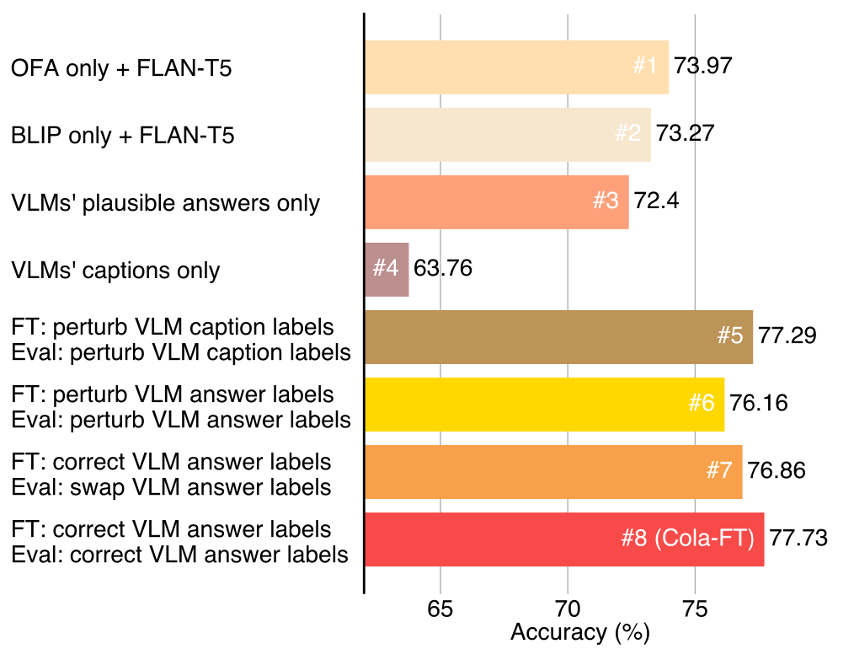 OFA only + FLAN-T5
#1 73.97
BLIP only + FLAN-T5
#2 73.27
VLMs' plausible answers only
#3 72.4
VLMs' captions only
#4 63.76
FT: perturb VLM caption labels
Eval: perturb VLM caption labels
#5 77.29
FT: perturb VLM answer labels
Eval: perturb VLM answer labels
#6 76.16
FT: correct VLM answer labels
Eval: swap VLM answer labels
#7 76.86
FT: correct VLM answer labels
Eval: correct VLM answer labels
#8 (Cola-FT) 77.73
65 70 75
Accuracy (%)